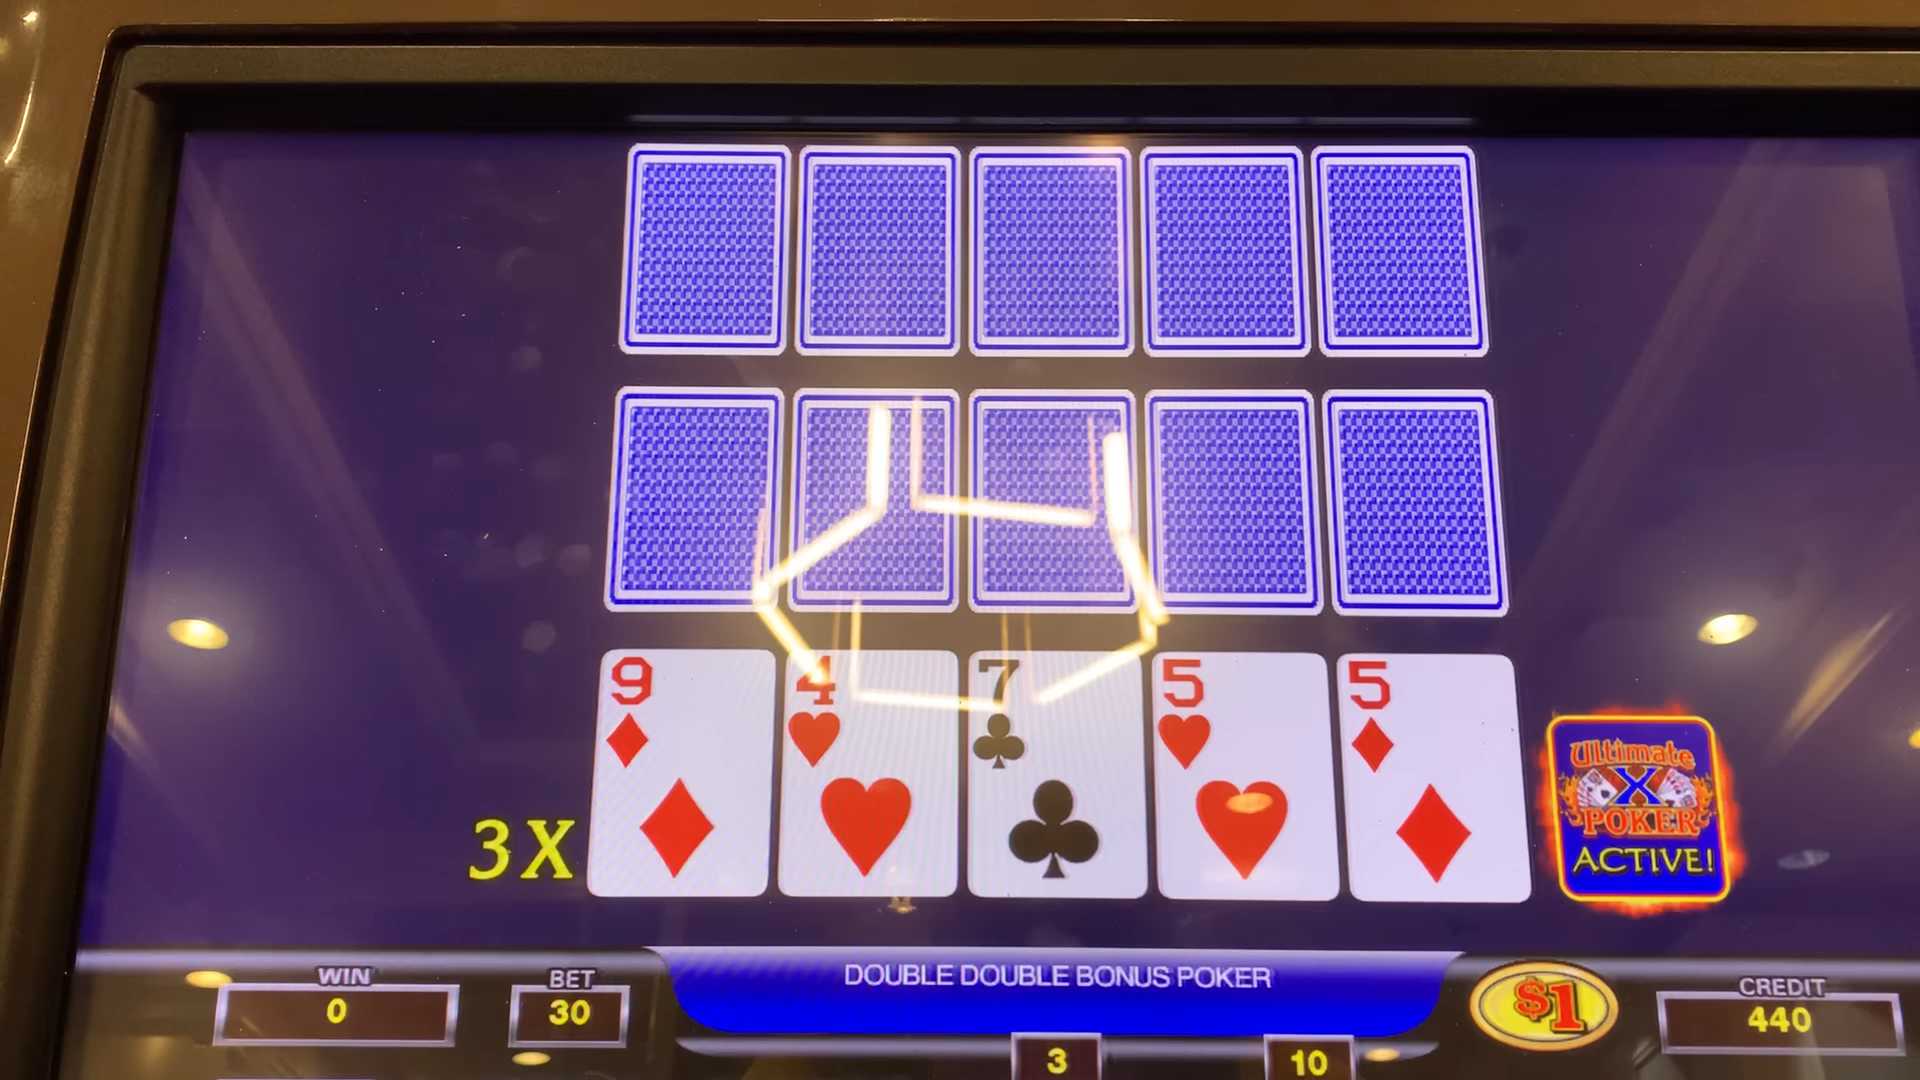 9 4 7 5 5
3X
Ultimate
X
POKER
ACTIVE!
WIN
0
BET
30
DOUBLE DOUBLE BONUS POKER
3
10
$1
CREDIT
440